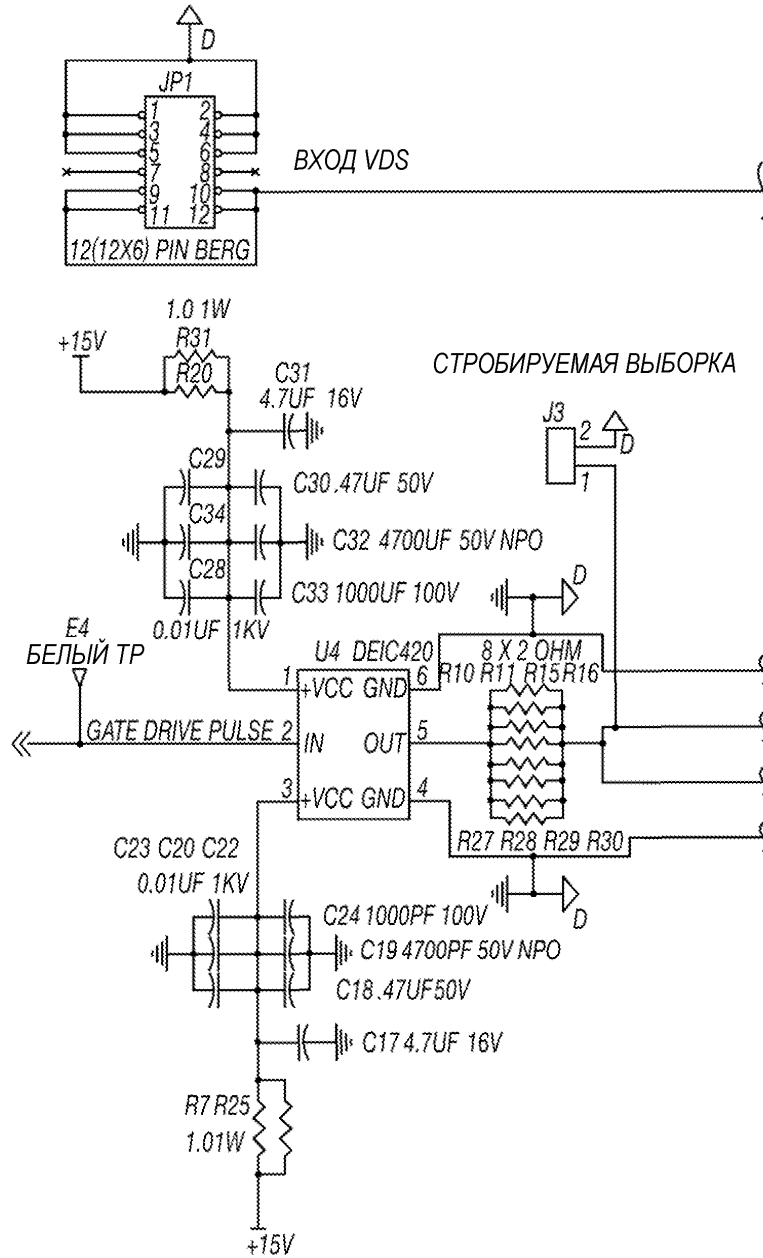 D
JP1
1 2
3 4
5 6
7 8
9 10
11 12
ВХОД VDS
12(12X6) PIN BERG
1.0 1W
+15V
R31
R20
C31
4.7UF 16V
СТРОБИРУЕМАЯ ВЫБОРКА
J3
2
D
1
C29
C30 .47UF 50V
C34
C32 4700UF 50V NPO
C28
C33 1000UF 100V
0.01UF 1KV
D
E4
БЕЛЫЙ ТР
U4 DEIC420
8 X 2 OHM
R10 R11 R15 R16
1 +VCC GND 6
GATE DRIVE PULSE 2 IN OUT 5
3 +VCC GND 4
R27 R28 R29 R30
C23 C20 C22
0.01UF 1KV
D
C24 1000PF 100V
C19 4700PF 50V NPO
C18 .47UF 50V
C17 4.7UF 16V
R7 R25
1.01W
+15V